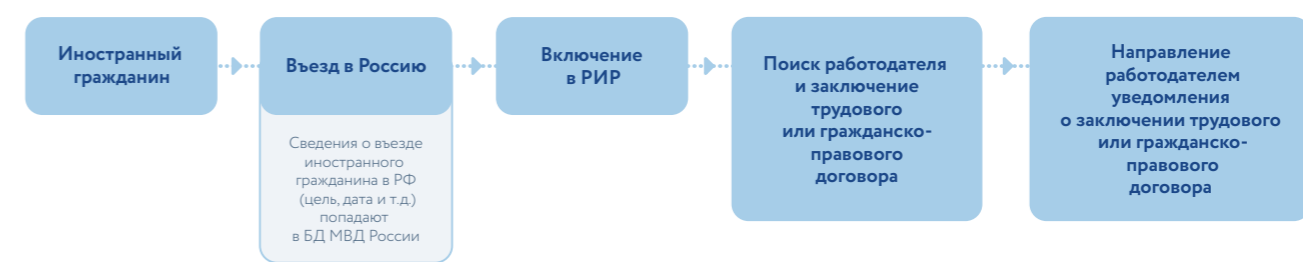 Иностранный
гражданин
Въезд в Россию
Сведения о въезде
иностранного
гражданина в РФ
(цель, дата и т.д.)
попадают
в БД МВД России
Включение
в РИР
Поиск работодателя
и заключение
трудового
или гражданско-
правового
договора
Направление
работодателем
уведомления
о заключении трудового
или гражданско-
правового
договора